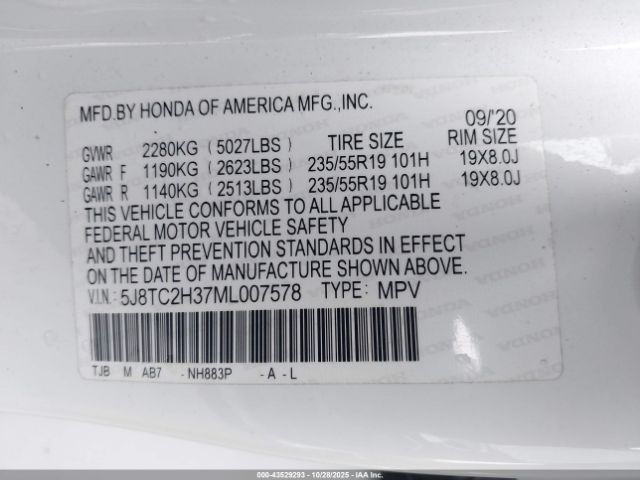 MFD.BY HONDA OF AMERICA MFG.,INC.
09/'20
GVWR 2280KG (5027LBS) TIRE SIZE RIM SIZE
GAWR F 1190KG (2623LBS) 235/55R19 101H 19X8.0J
GAWR R 1140KG (2513LBS) 235/55R19 101H 19X8.0J
THIS VEHICLE CONFORMS TO ALL APPLICABLE
FEDERAL MOTOR VEHICLE SAFETY
AND THEFT PREVENTION STANDARDS IN EFFECT
ON THE DATE OF MANUFACTURE SHOWN ABOVE.
V.I.N.: 5J8TC2H37ML007578 TYPE: MPV
TJB M AB7 -NH883P -A -L
000-43529293 | 10/28/2025 | IAAI.COM